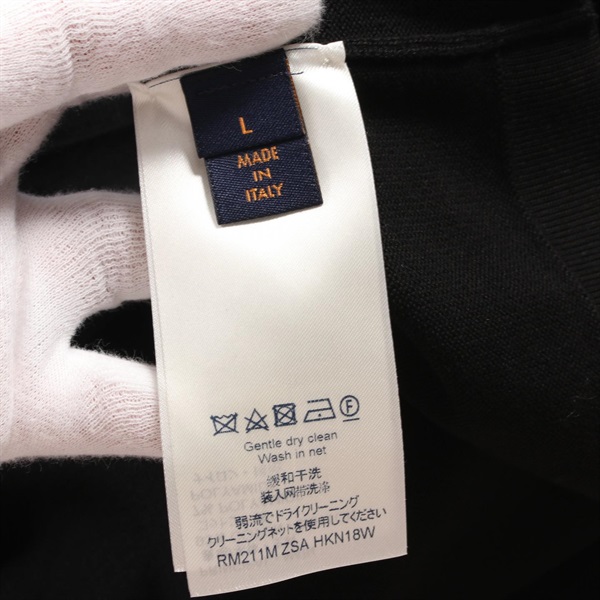 L
MADE
IN
ITALY
F
Gentle dry clean
Wash in net
缓和干洗
装入网带洗涤
弱流でドライクリーニング
クリーニングネットを使用してください
RM211M ZSA HKN18W